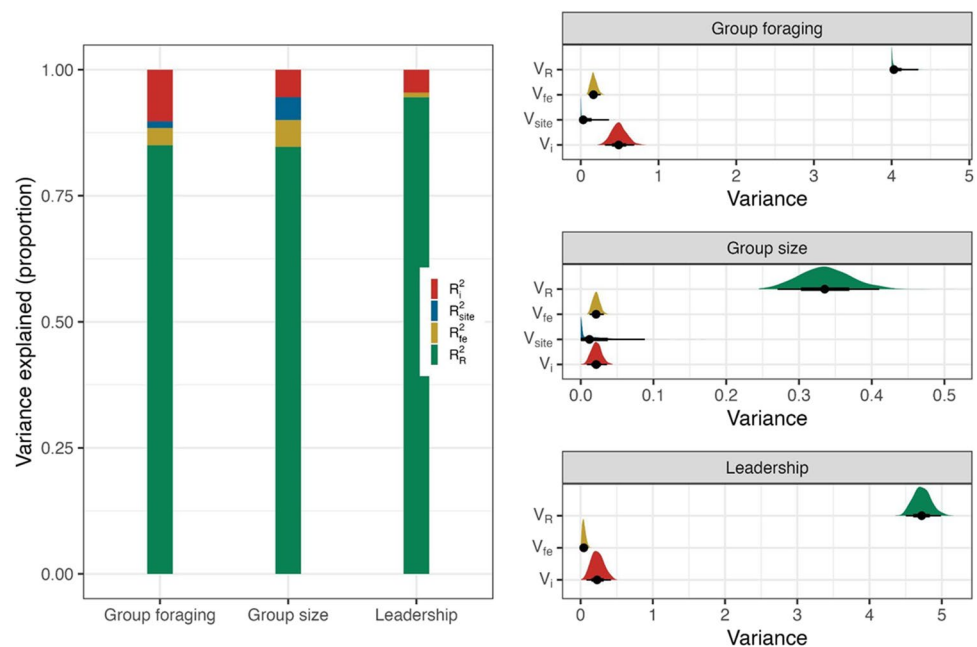 Variance explained (proportion)
1.00
0.75
0.50
0.25
0.00
Group foraging
Group size
Leadership
R²i
R²site
R²fe
R²R
Group foraging
VR
Vfe
Vsite
Vi
0 1 2 3 4 5
Variance
Group size
VR
Vfe
Vsite
Vi
0.0 0.1 0.2 0.3 0.4 0.5
Variance
Leadership
VR
Vfe
Vi
0 1 2 3 4 5
Variance